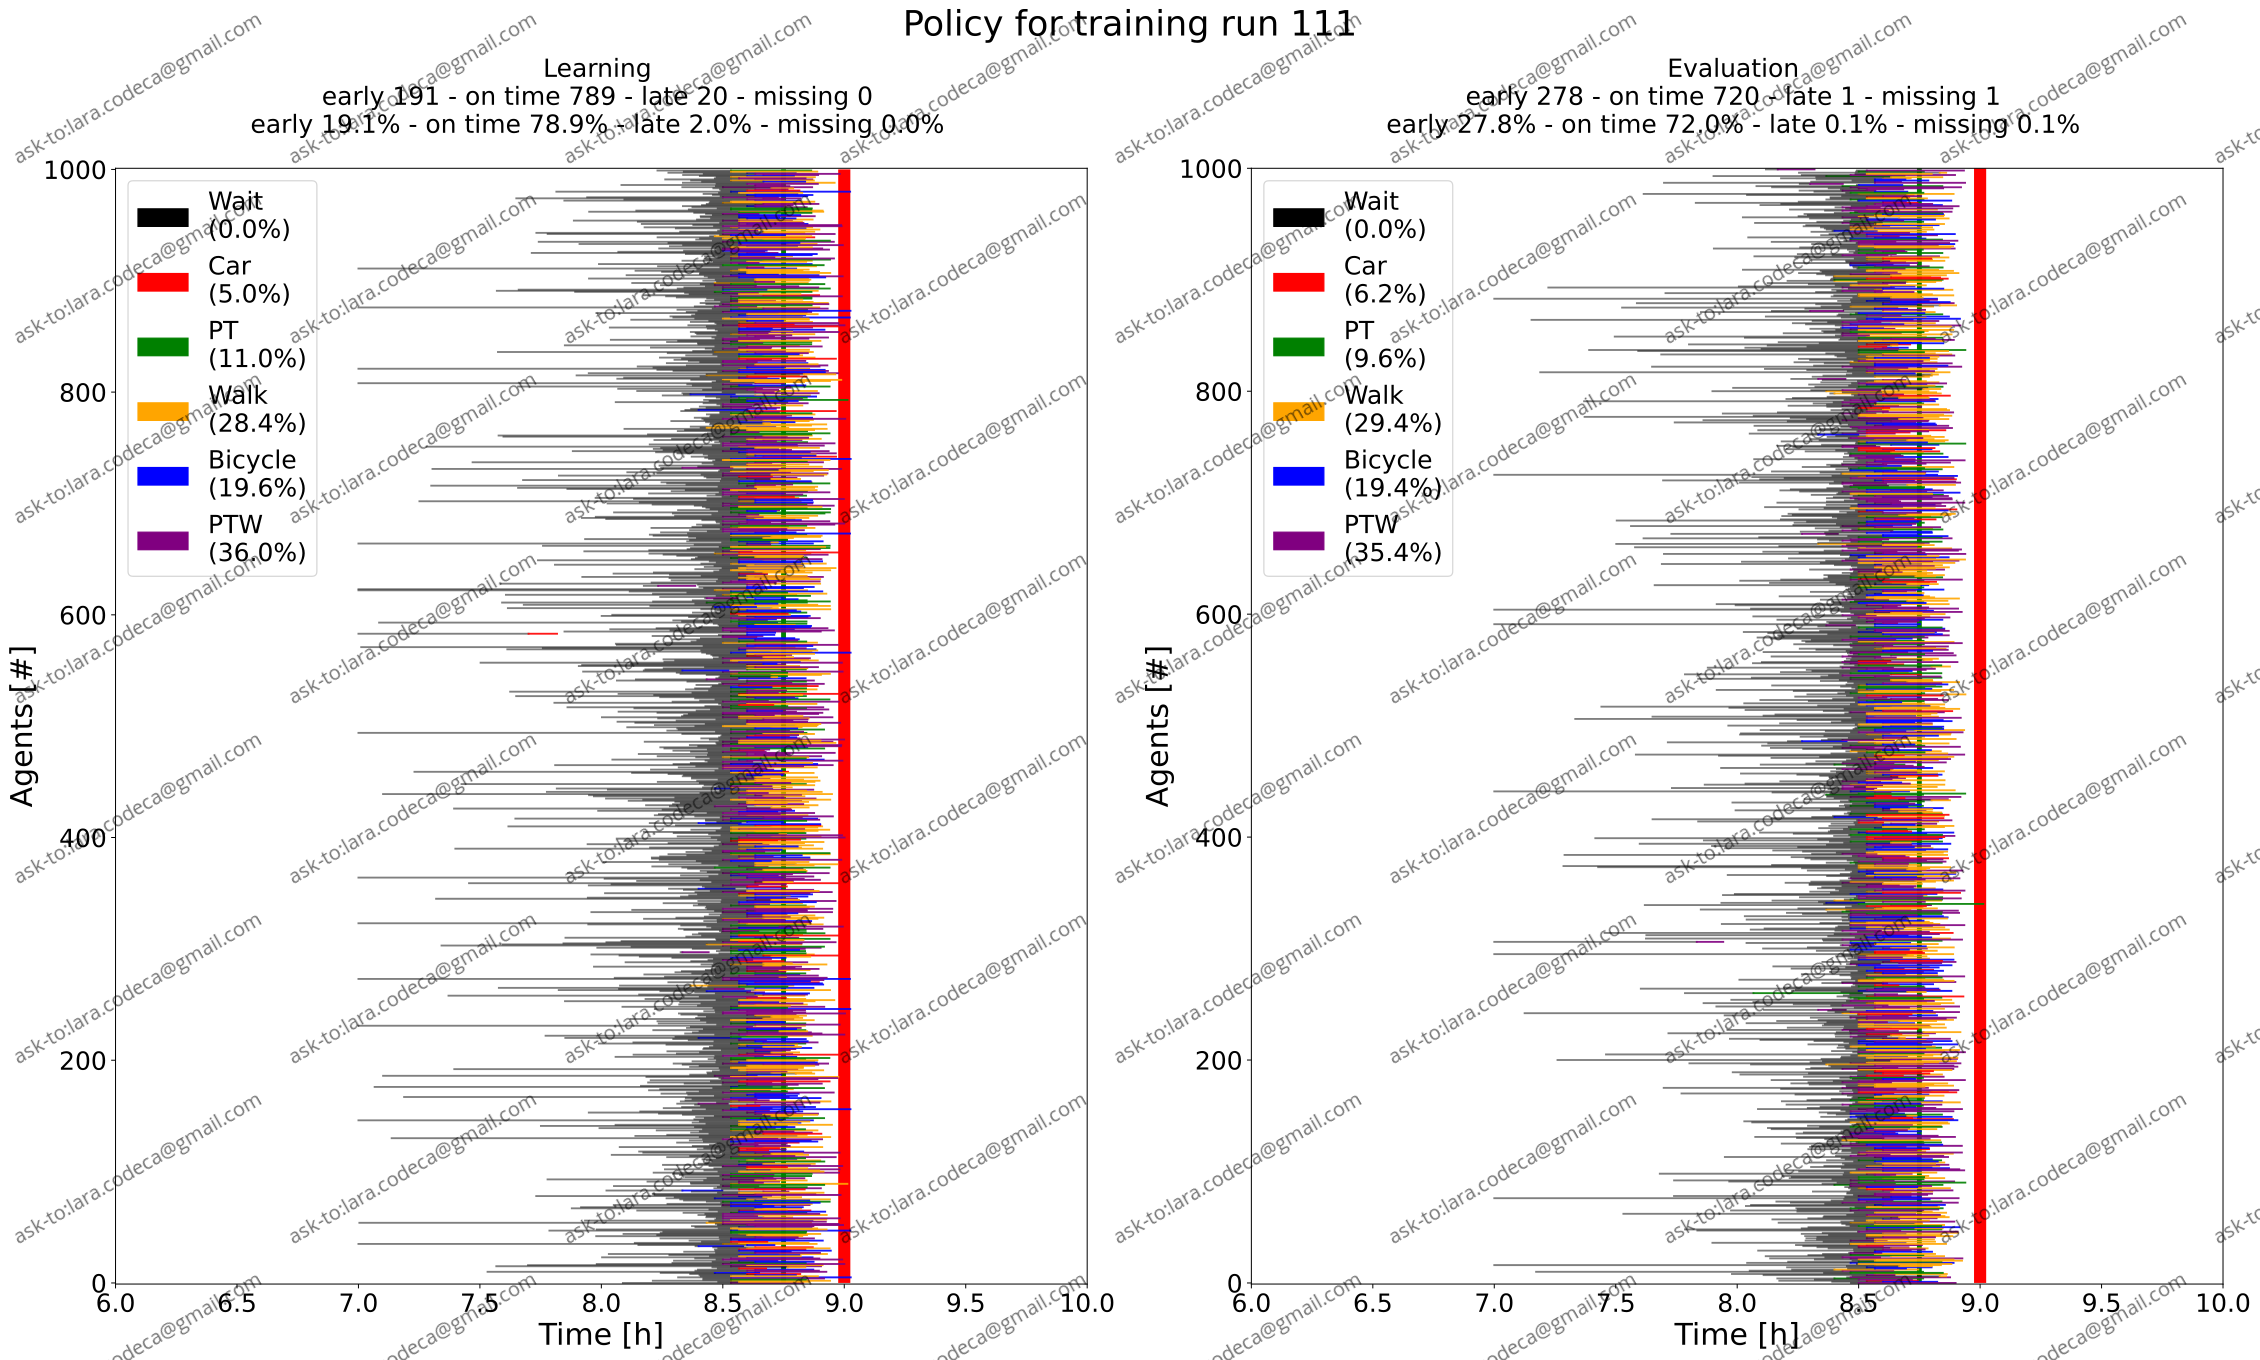 Policy for training run 111
Learning
early 191 - on time 789 - late 20 - missing 0
early 19.1% - on time 78.9% - late 2.0% - missing 0.0%
Evaluation
early 278 - on time 720 - late 1 - missing 1
early 27.8% - on time 72.0% - late 0.1% - missing 0.1%
1000
800
600
400
200
0
Agents [#]
Wait
(0.0%)
Car
(5.0%)
PT
(11.0%)
Walk
(28.4%)
Bicycle
(19.6%)
PTW
(36.0%)
6.0 6.5 7.0 7.5 8.0 8.5 9.0 9.5 10.0
Time [h]
1000
800
600
400
200
0
Agents [#]
Wait
(0.0%)
Car
(6.2%)
PT
(9.6%)
Walk
(29.4%)
Bicycle
(19.4%)
PTW
(35.4%)
6.0 6.5 7.0 7.5 8.0 8.5 9.0 9.5 10.0
Time [h]
ask-to:lara.codeca@gmail.com